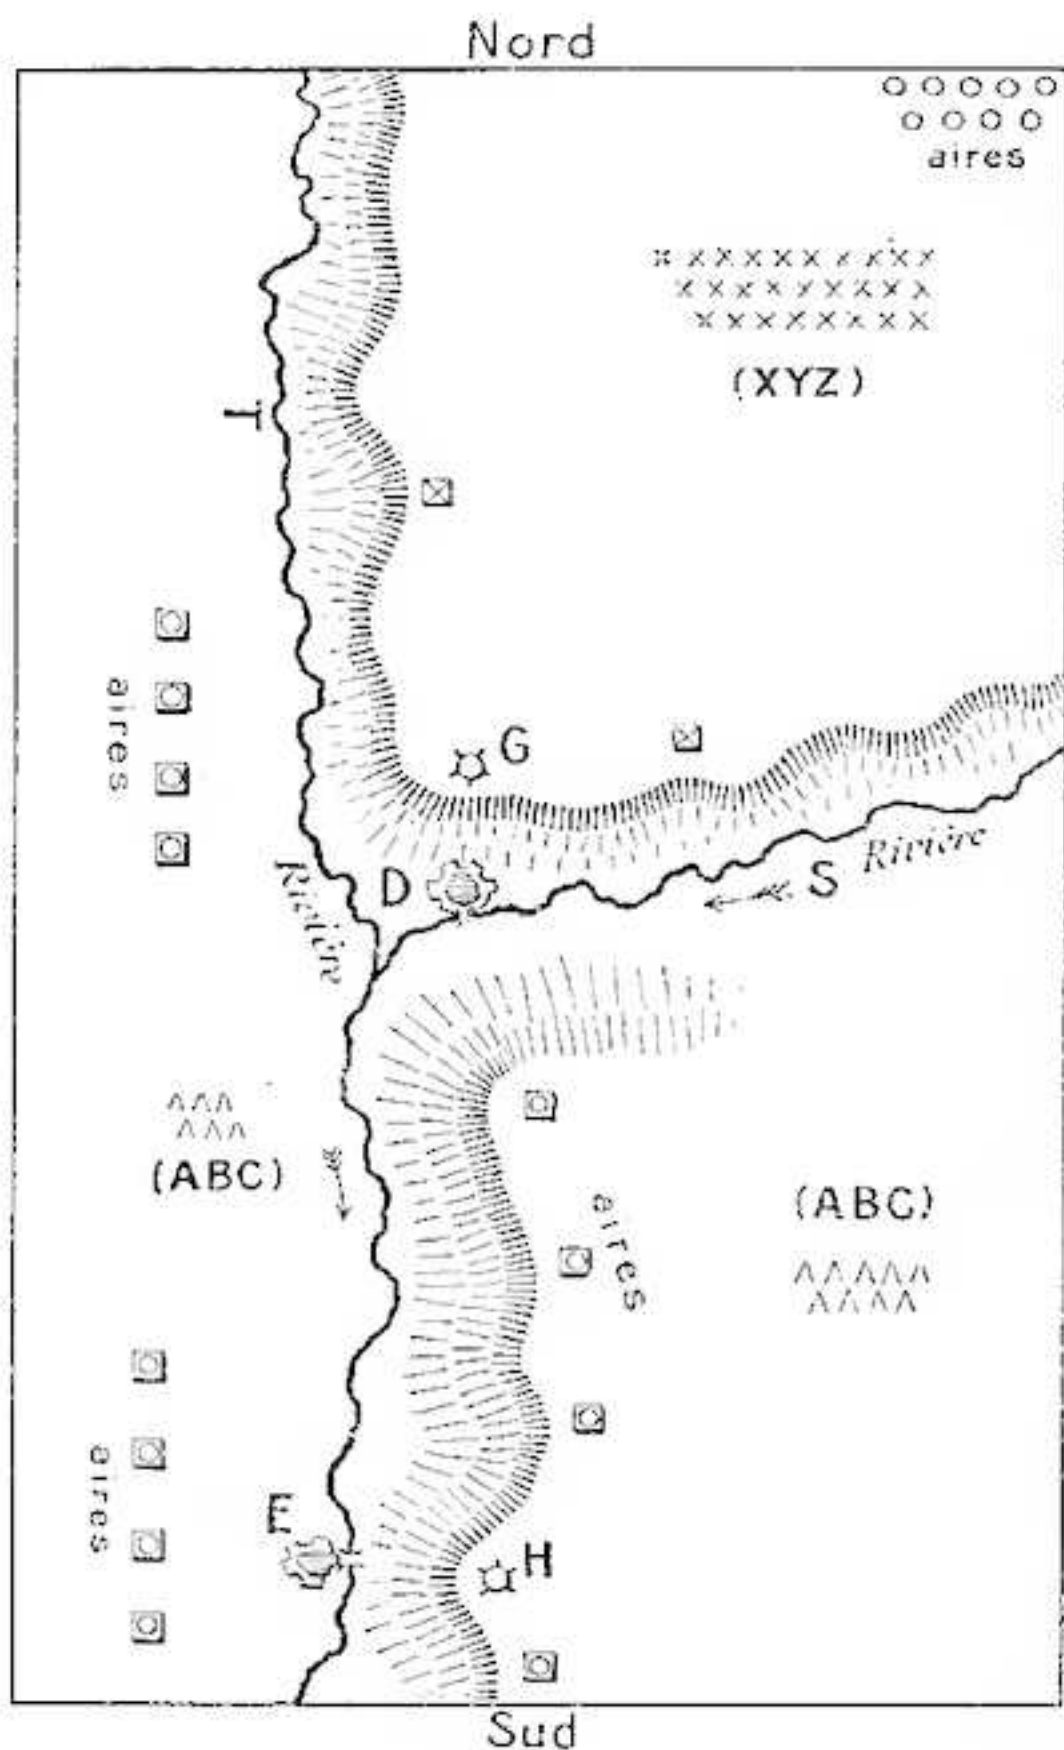 Nord
aires
(XYZ)
T
aires
G
D
S
Rivière
Rivière
(ABC)
(ABC)
aires
aires
E
H
Sud